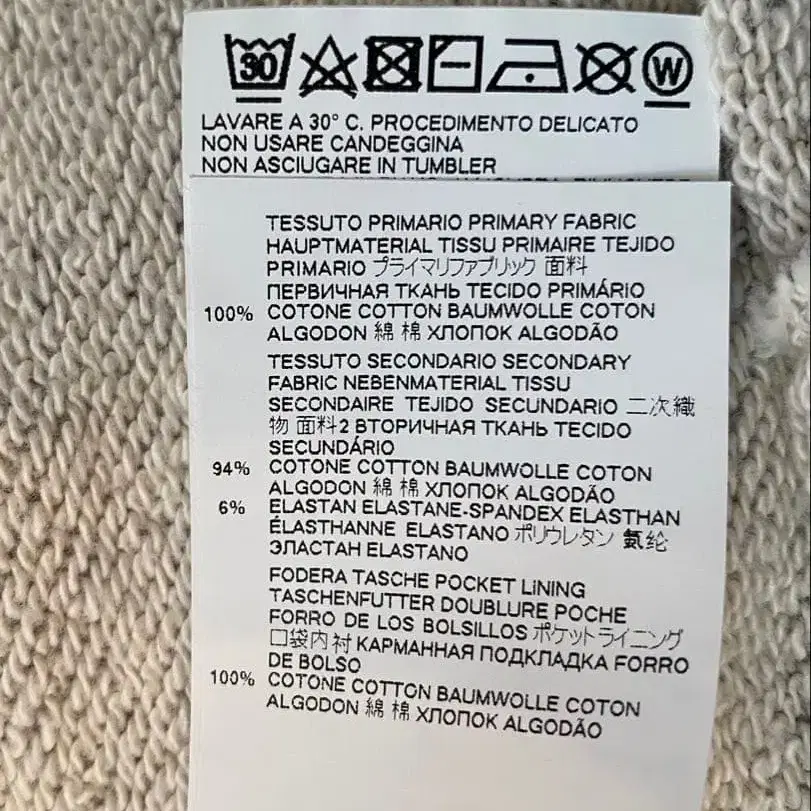 30 W
LAVARE A 30° C. PROCEDIMENTO DELICATO
NON USARE CANDEGGINA
NON ASCIUGARE IN TUMBLER
TESSUTO PRIMARIO PRIMARY FABRIC
HAUPTMATERIAL TISSU PRIMAIRE TEJIDO
PRIMARIO プライマリファブリック 面料
ПЕРВИЧНАЯ ТКАНЬ TECIDO PRIMÁRIO
100% COTONE COTTON BAUMWOLLE COTON
ALGODON 綿 棉 ХЛОПОК ALGODÃO
TESSUTO SECONDARIO SECONDARY
FABRIC NEBENMATERIAL TISSU
SECONDAIRE TEJIDO SECUNDARIO 二次織
物 面料2 ВТОРИЧНАЯ ТКАНЬ TECIDO
SECUNDÁRIO
94% COTONE COTTON BAUMWOLLE COTON
ALGODON 綿 棉 ХЛОПОК ALGODÃO
6% ELASTAN ELASTANE-SPANDEX ELASTHAN
ÉLASTHANNE ELASTANO ポリウレタン 氨纶
ЭЛАСТАН ELASTANO
FODERA TASCHE POCKET LiNING
TASCHENFUTTER DOUBLURE POCHE
FORRO DE LOS BOLSILLOS ポケットライニング
口袋内衬 КАРМАННАЯ ПОДКЛАДКА FORRO
DE BOLSO
100% COTONE COTTON BAUMWOLLE COTON
ALGODON 綿 棉 ХЛОПОК ALGODÃO